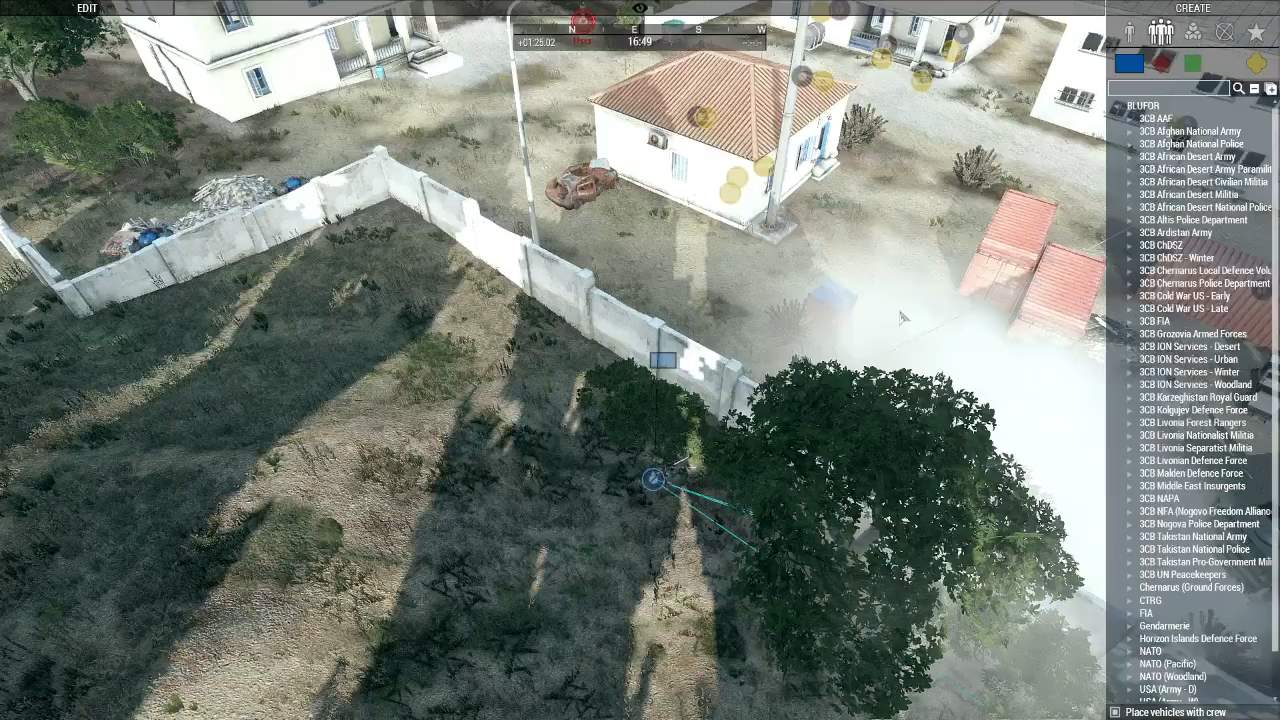 EDIT
CREATE
N E S W
+01:25.02
16:49
BLUFOR
3CB AAF
3CB Afghan National Army
3CB Afghan National Police
3CB African Desert Army
3CB African Desert Army Paramilit
3CB African Desert Civilian Militia
3CB African Desert Militia
3CB African Desert National Police
3CB Altis Police Department
3CB Ardistan Army
3CB ChDSZ
3CB ChDSZ - Winter
3CB Chernarus Local Defence Volu
3CB Chernarus Police Department
3CB Cold War US - Early
3CB Cold War US - Late
3CB FIA
3CB Grozovia Armed Forces
3CB ION Services - Desert
3CB ION Services - Urban
3CB ION Services - Winter
3CB ION Services - Woodland
3CB Karzeghistan Royal Guard
3CB Kolgujev Defence Force
3CB Livonia Forest Rangers
3CB Livonia Nationalist Militia
3CB Livonia Separatist Militia
3CB Livonian Defence Force
3CB Malden Defence Force
3CB Middle East Insurgents
3CB NAPA
3CB NFA (Nogovo Freedom Allianc
3CB Nogova Police Department
3CB Takistan National Army
3CB Takistan National Police
3CB Takistan Pro-Government Mili
3CB UN Peacekeepers
Chernarus (Ground Forces)
CTRG
FIA
Gendarmerie
Horizon Islands Defence Force
NATO
NATO (Pacific)
NATO (Woodland)
USA (Army - D)
Place vehicles with crew